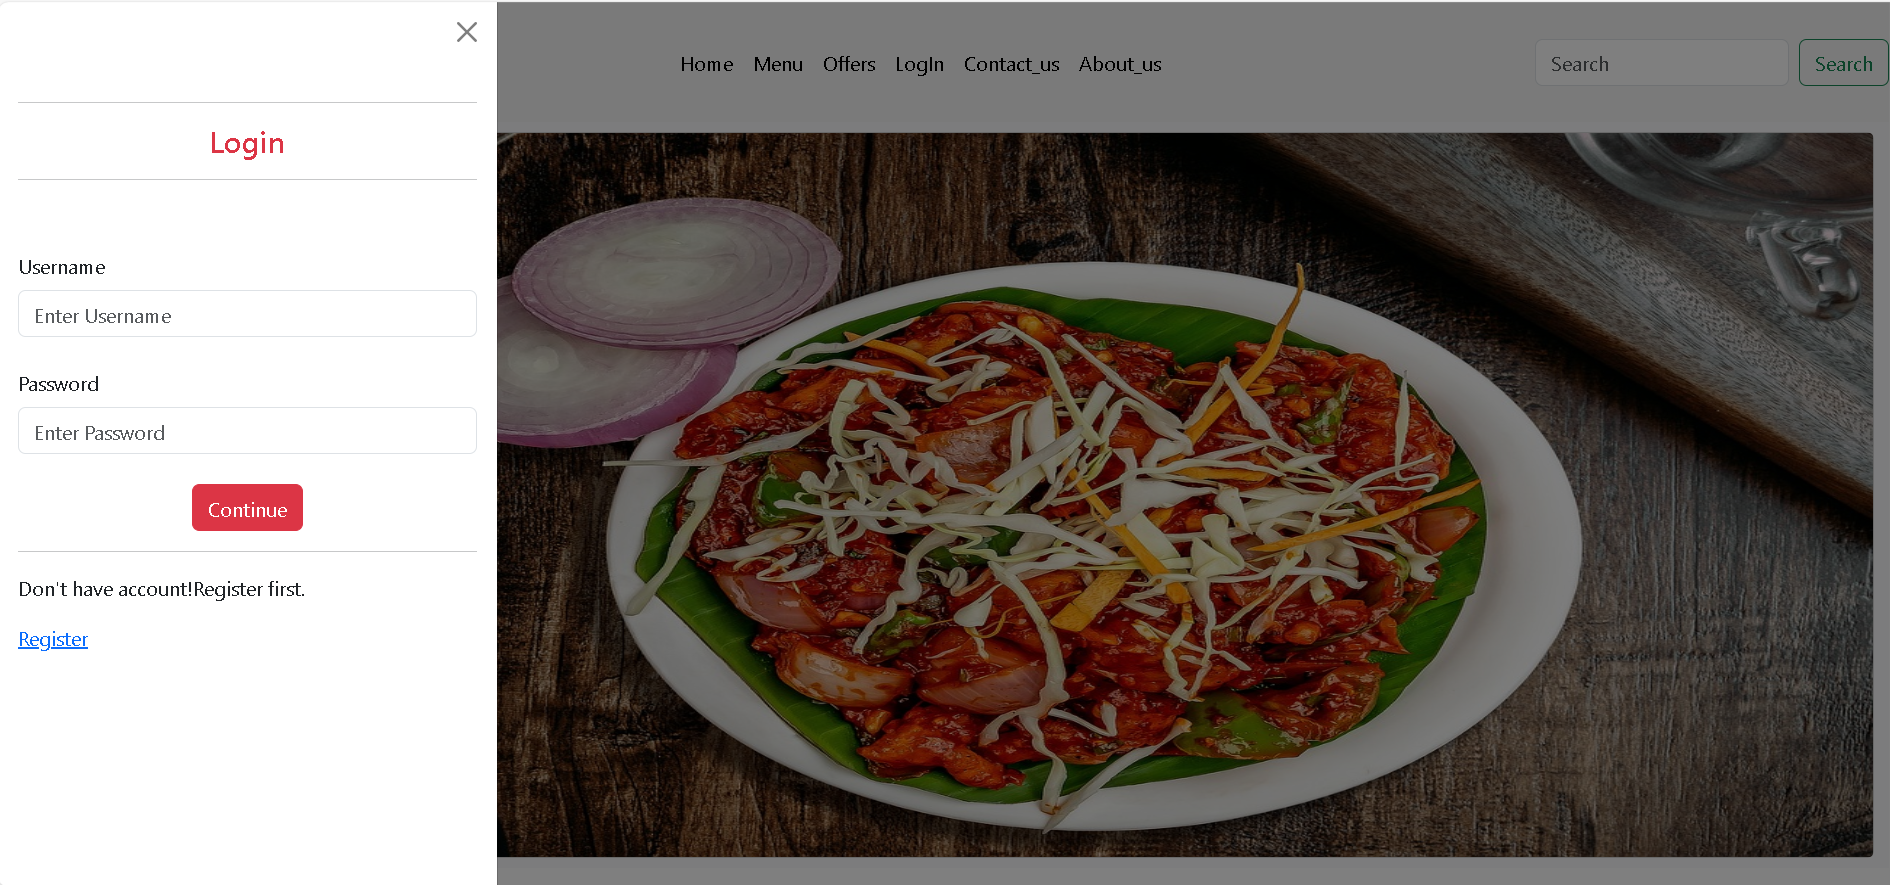 Home Menu Offers LogIn Contact_us About_us Search Search
Login
Username
Enter Username
Password
Enter Password
Continue
Don't have account!Register first.
Register